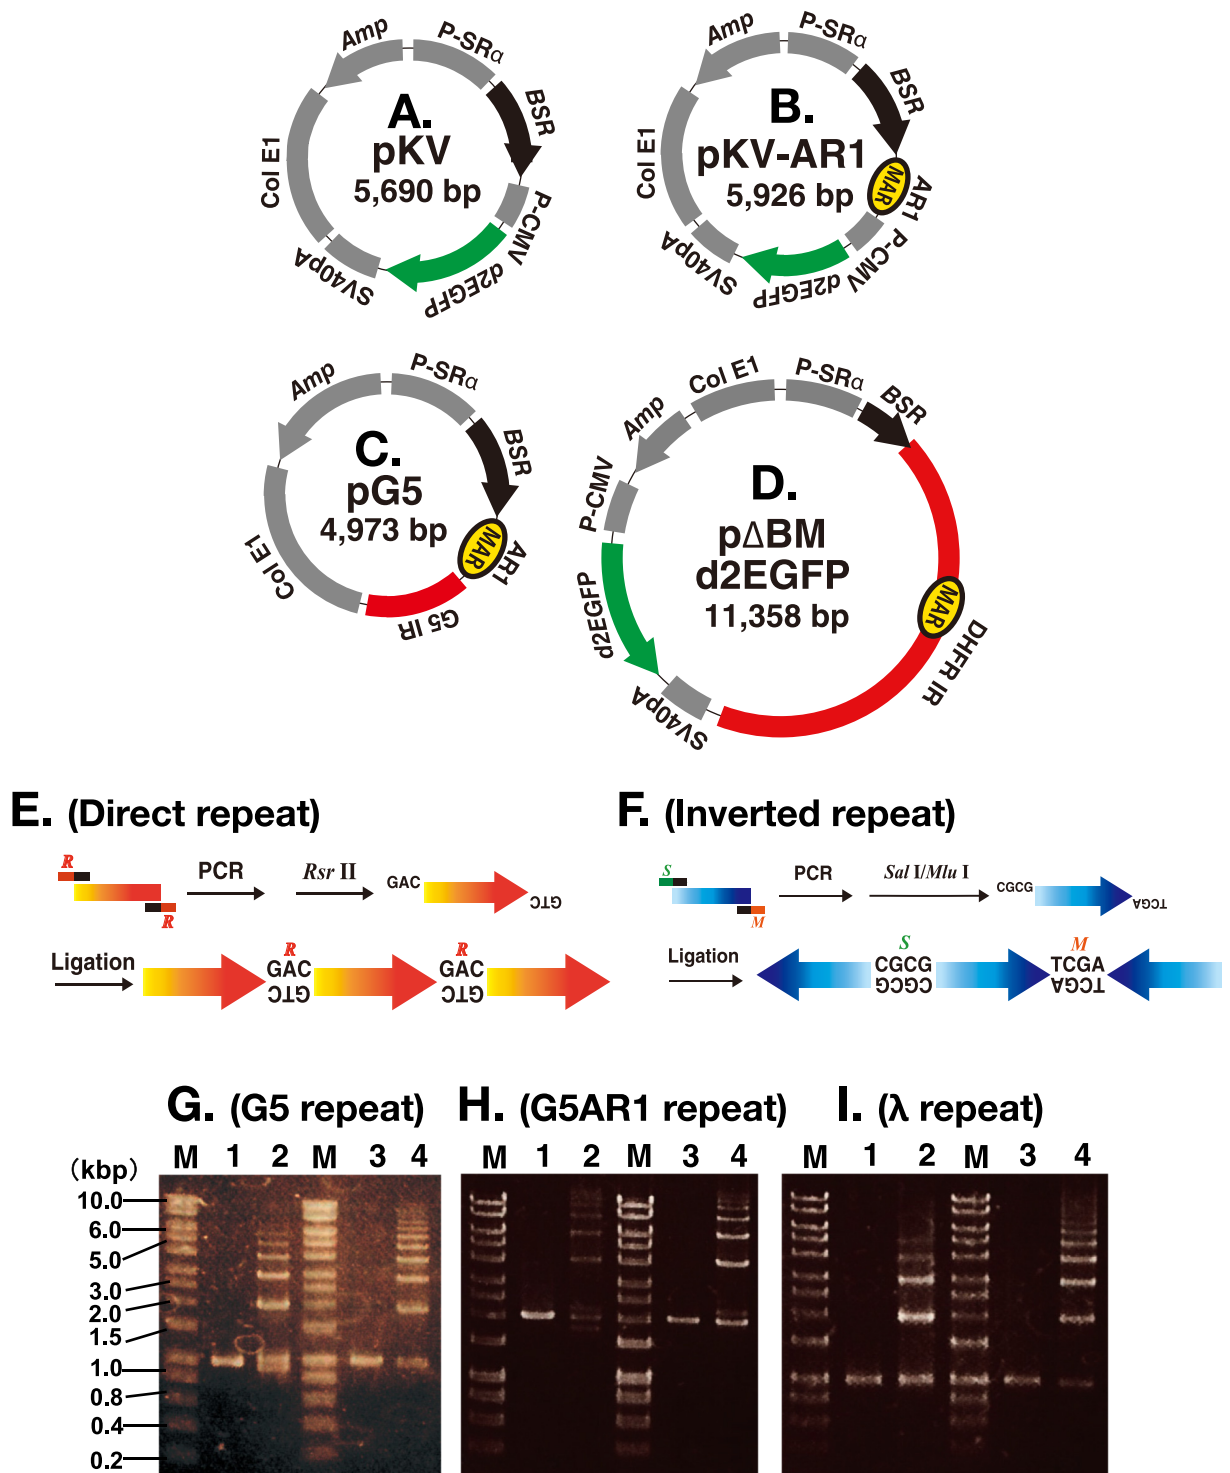 A.
pKV
5,690 bp
Amp
P-SRα
BSR
P-CMV
d2EGFP
SV40pA
Col E1
B.
pKV-AR1
5,926 bp
Amp
P-SRα
BSR
MAR
AR1
P-CMV
d2EGFP
SV40pA
Col E1
C.
pG5
4,973 bp
Amp
P-SRα
BSR
MAR
AR1
G5 IR
Col E1
D.
pΔBM
d2EGFP
11,358 bp
Amp
Col E1
P-SRα
BSR
MAR
DHFR IR
SV40pA
d2EGFP
P-CMV
E. (Direct repeat)
R
R
PCR
Rsr II
GAC
GTC
Ligation
R
GAC
GTC
R
GAC
GTC
F. (Inverted repeat)
S
M
PCR
Sal I/Mlu I
CGCG
TCGA
Ligation
S
CGCG
CGCG
M
TCGA
TCGA
G. (G5 repeat)
M 1 2 M 3 4
(kbp)
10.0
6.0
5.0
3.0
2.0
1.5
1.0
0.8
0.4
0.2
H. (G5AR1 repeat)
M 1 2 M 3 4
I. (λ repeat)
M 1 2 M 3 4